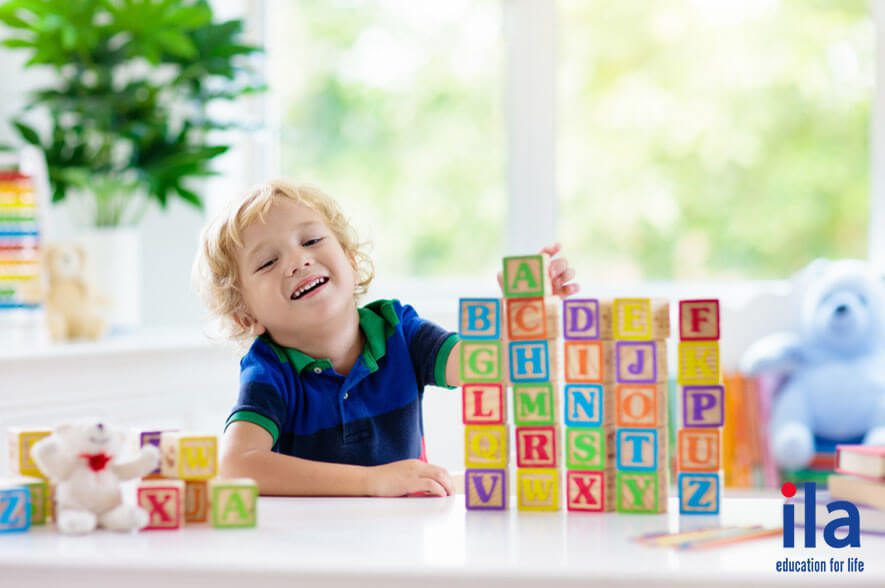 A
B C D E F
G H I J K
L M N O P
Q R S T U
V W X Y Z
W
Z X A
ila
education for life